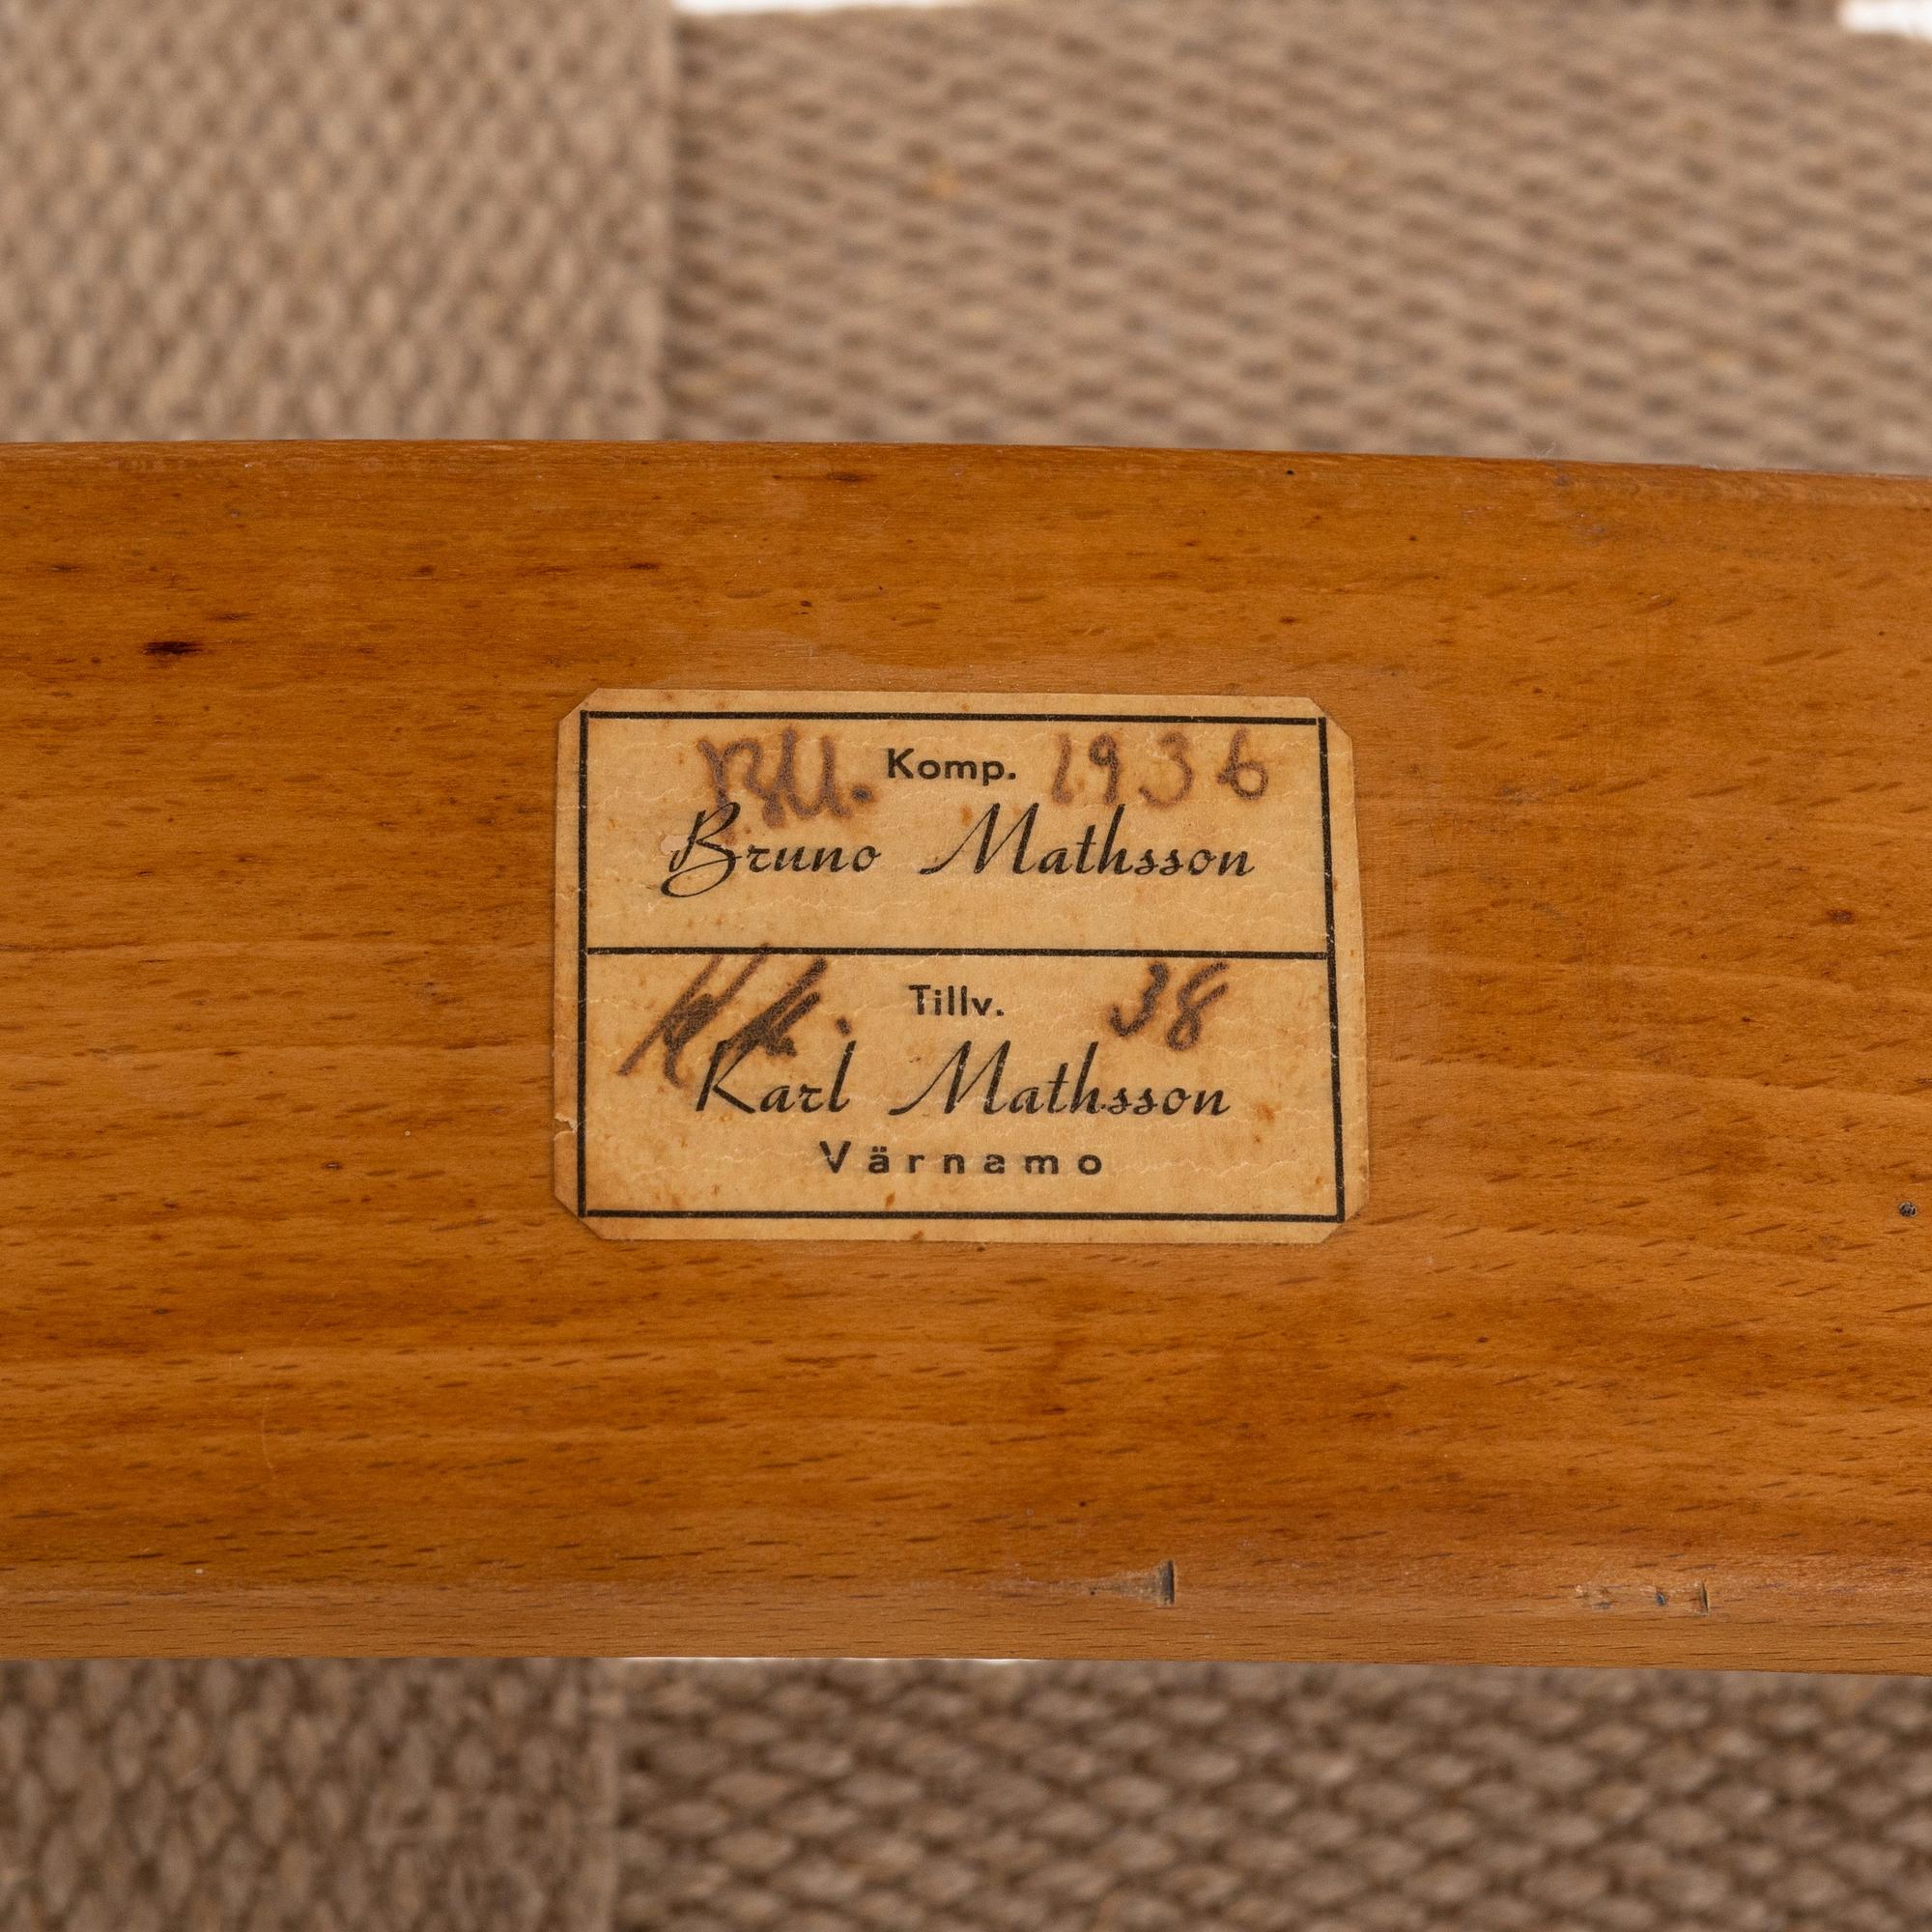 Komp. 1936
Bruno Mathsson
Tillv. 38
Karl Mathsson
Värnamo